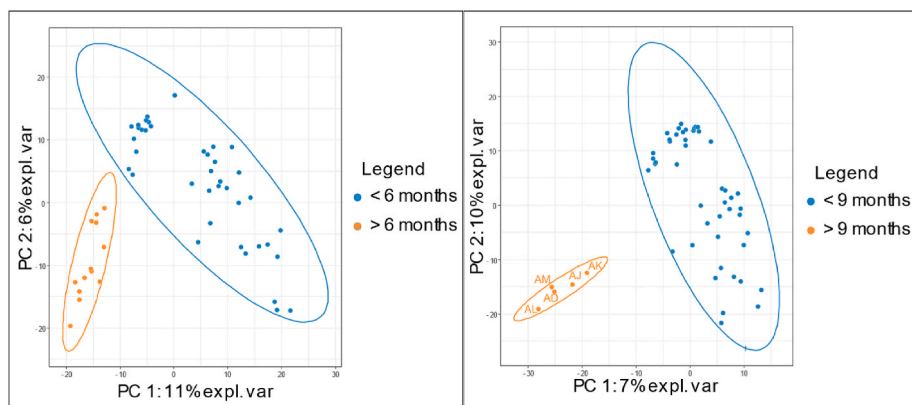 PC 2:6%expl.var
20
10
0
-10
-20
-20
-10
0
10
20
30
PC 1:11%expl.var
Legend
< 6 months
> 6 months
PC 2:10%expl.var
30
20
10
0
-10
-20
AM
AK
AJ
AD
AL
-30
-20
-10
0
10
PC 1:7%expl.var
Legend
< 9 months
> 9 months